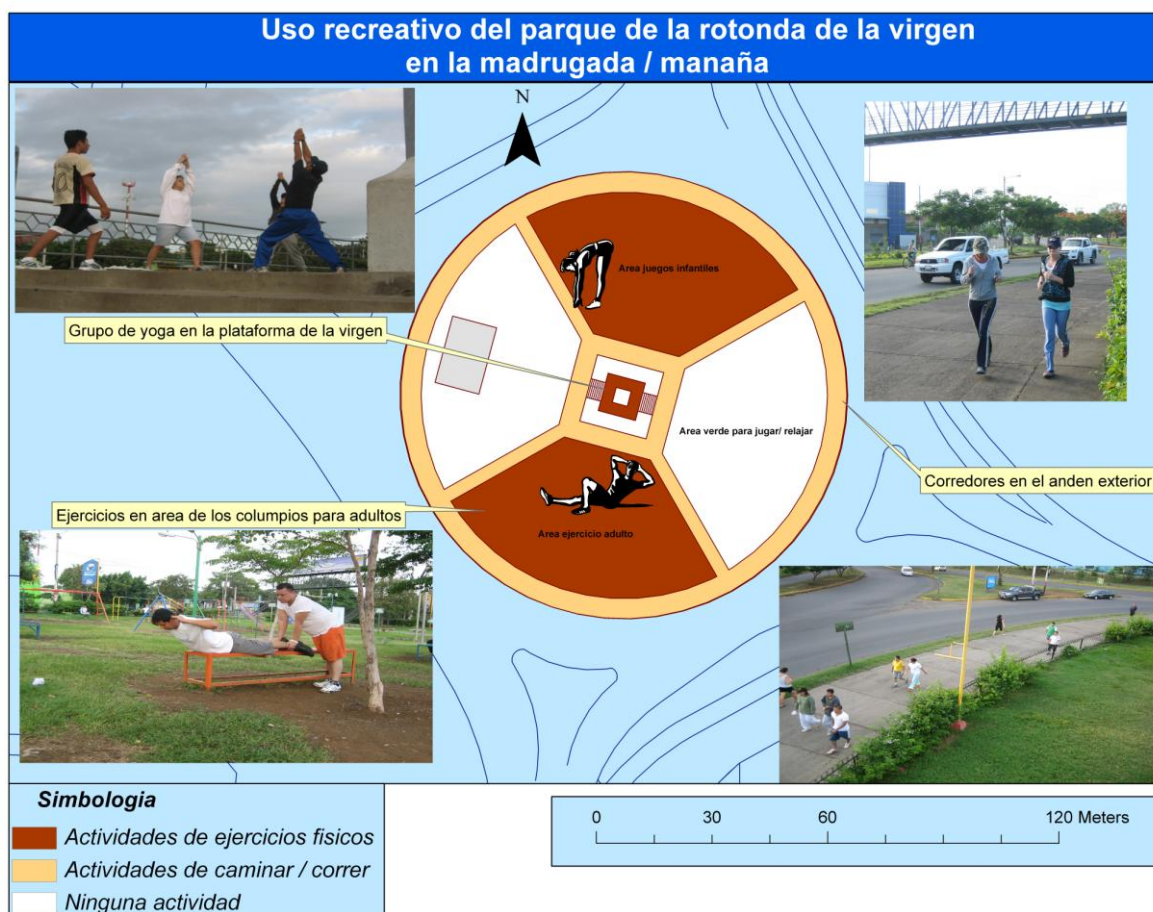 Uso recreativo del parque de la rotonda de la virgen
en la madrugada / manaña
N
Area juegos infantiles
Grupo de yoga en la plataforma de la virgen
Area verde para jugar/ relajar
Corredores en el anden exterior
Ejercicios en area de los columpios para adultos
Area ejercicio adulto
Simbologia
Actividades de ejercicios fisicos
Actividades de caminar / correr
Ninguna actividad
0 30 60 120 Meters